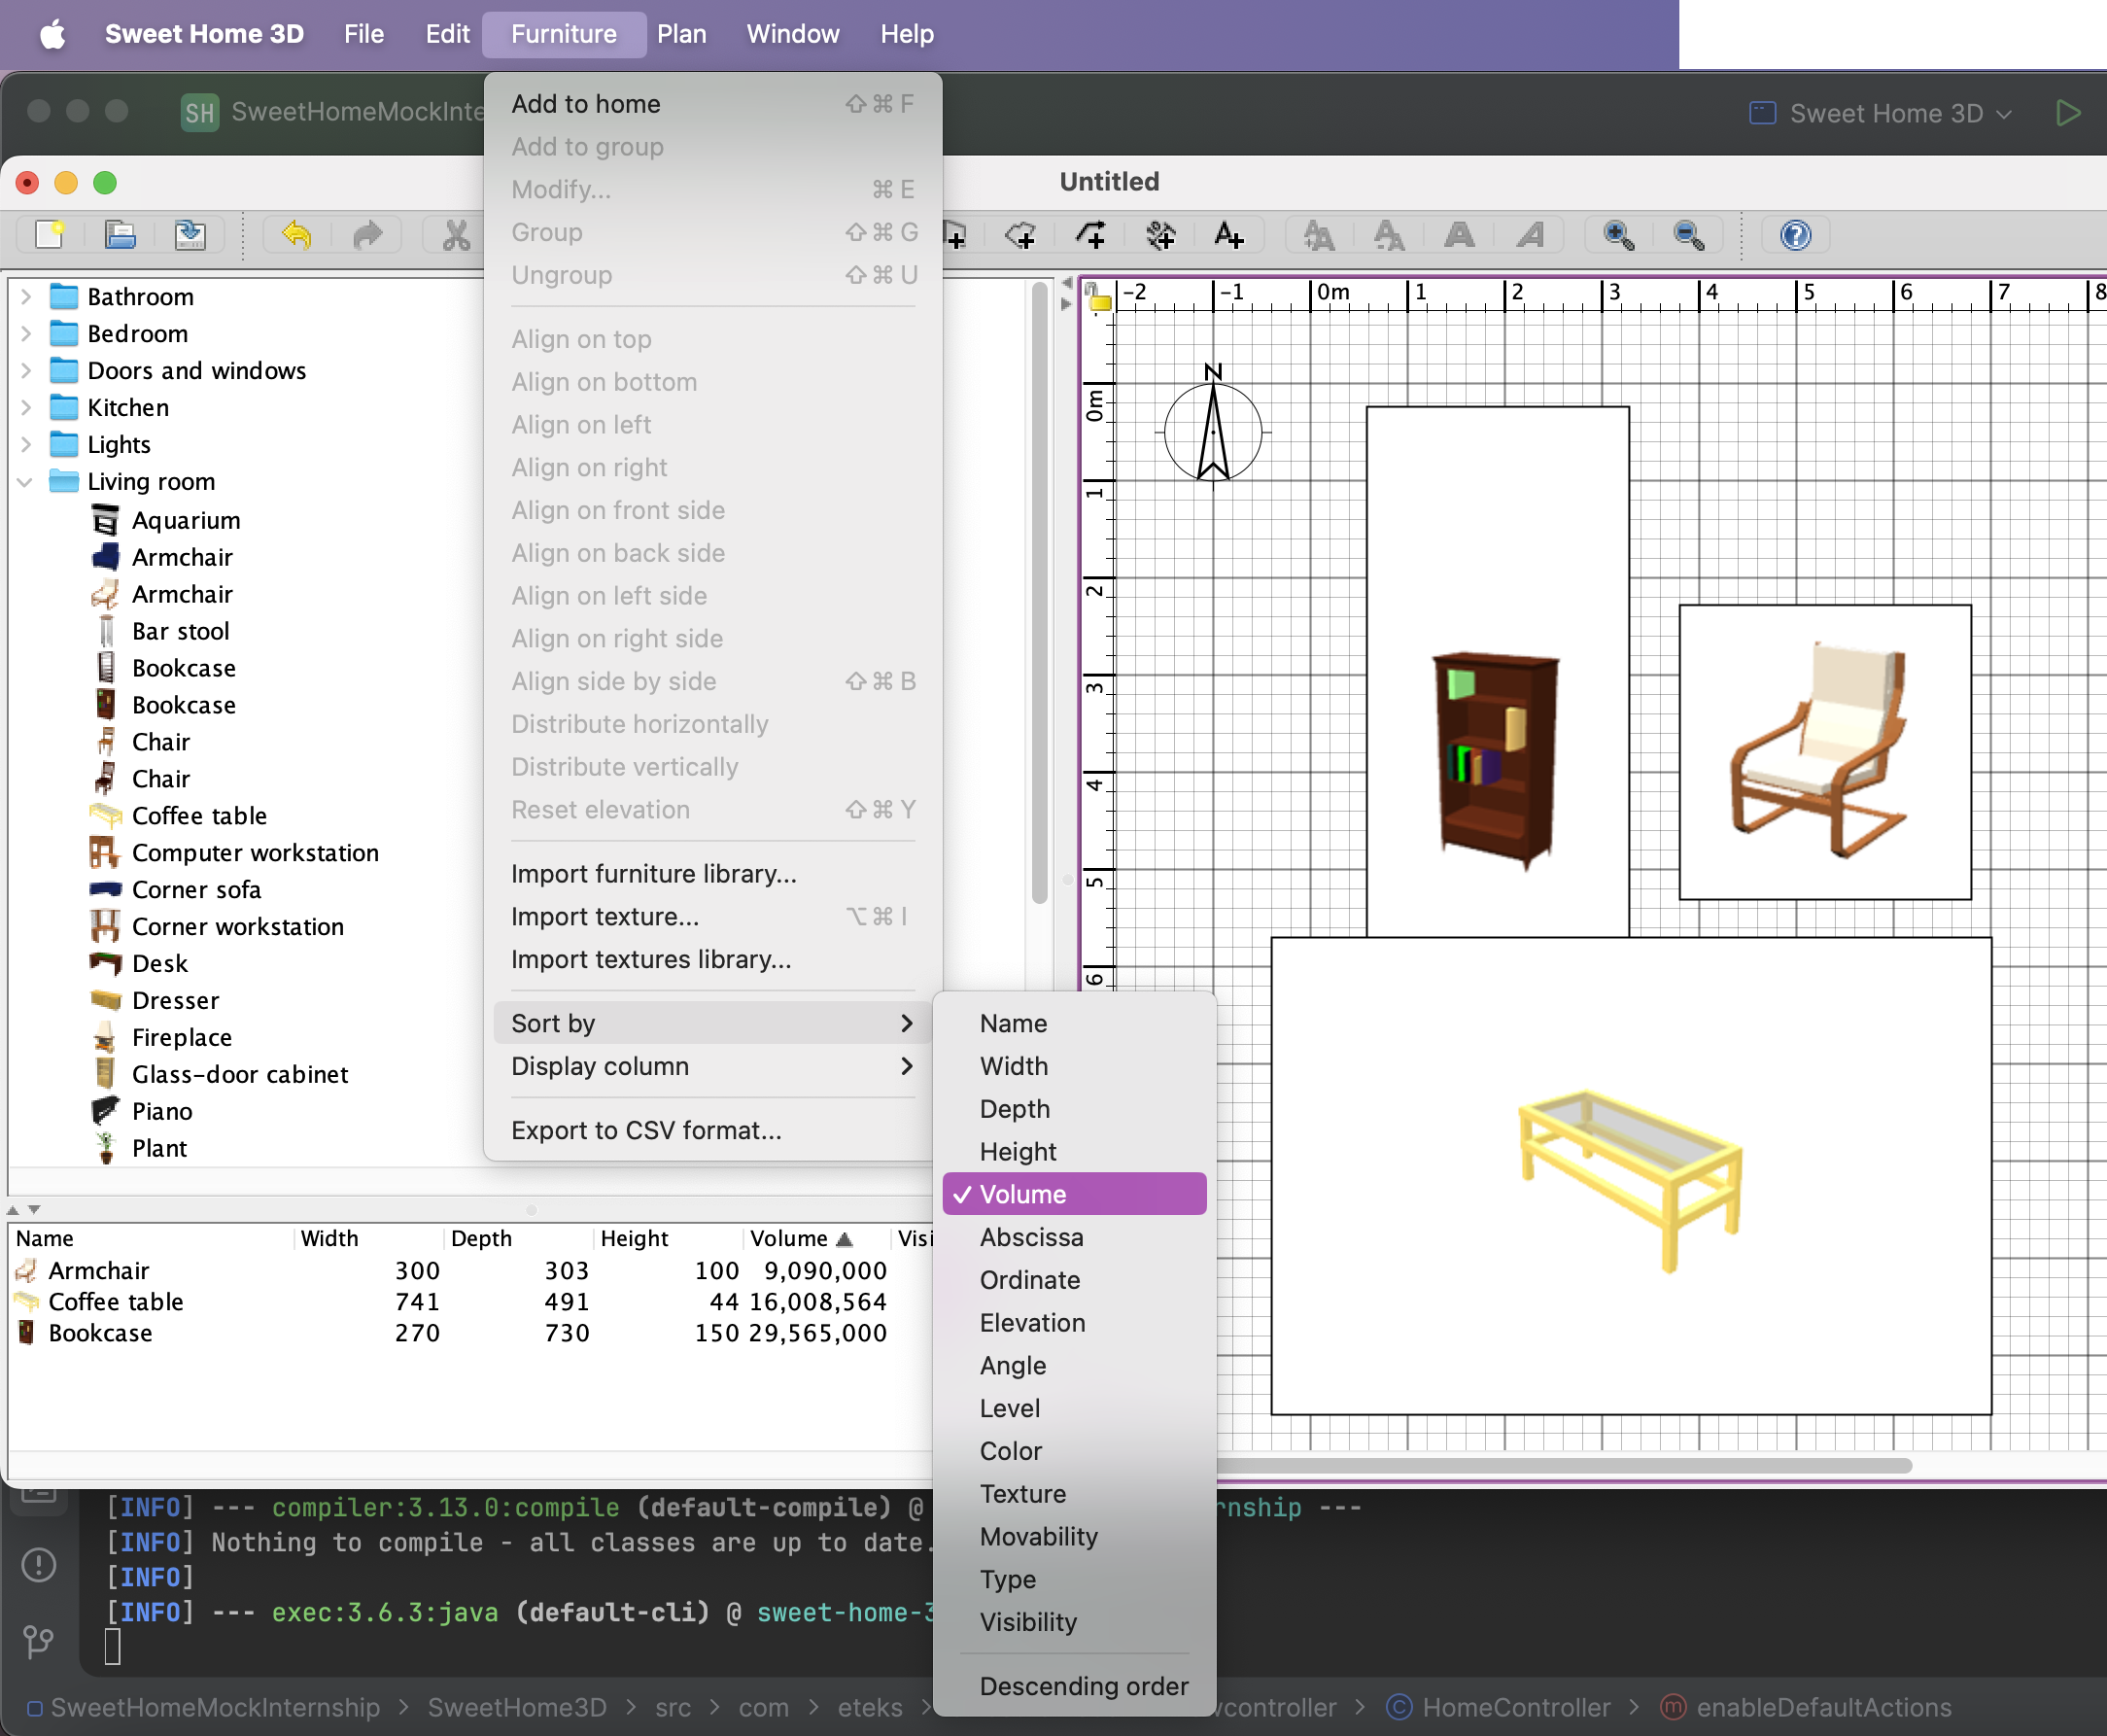 Sweet Home 3D File Edit Furniture Plan Window Help
SH SweetHomeMockInte
Sweet Home 3D
Untitled
Add to home ⇧⌘F
Add to group
Modify... ⌘E
Group ⇧⌘G
Ungroup ⇧⌘U
Align on top
Align on bottom
Align on left
Align on right
Align on front side
Align on back side
Align on left side
Align on right side
Align side by side ⇧⌘B
Distribute horizontally
Distribute vertically
Reset elevation ⇧⌘Y
Import furniture library...
Import texture... ⌥⌘I
Import textures library...
Sort by
Display column
Export to CSV format...
Name
Width
Depth
Height
✓ Volume
Abscissa
Ordinate
Elevation
Angle
Level
Color
Texture
Movability
Type
Visibility
Descending order
Bathroom
Bedroom
Doors and windows
Kitchen
Lights
Living room
Aquarium
Armchair
Armchair
Bar stool
Bookcase
Bookcase
Chair
Chair
Coffee table
Computer workstation
Corner sofa
Corner workstation
Desk
Dresser
Fireplace
Glass-door cabinet
Piano
Plant
-2 -1 0m 1 2 3 4 5 6 7 8
0m
1
2
3
4
5
6
N
Name Width Depth Height Volume Visi
Armchair 300 303 100 9,090,000
Coffee table 741 491 44 16,008,564
Bookcase 270 730 150 29,565,000
[INFO] --- compiler:3.13.0:compile (default-compile) @ rnship ---
[INFO] Nothing to compile - all classes are up to date.
[INFO]
[INFO] --- exec:3.6.3:java (default-cli) @ sweet-home-3
SweetHomeMockInternship > SweetHome3D > src > com > eteks > vcontroller > HomeController > enableDefaultActions